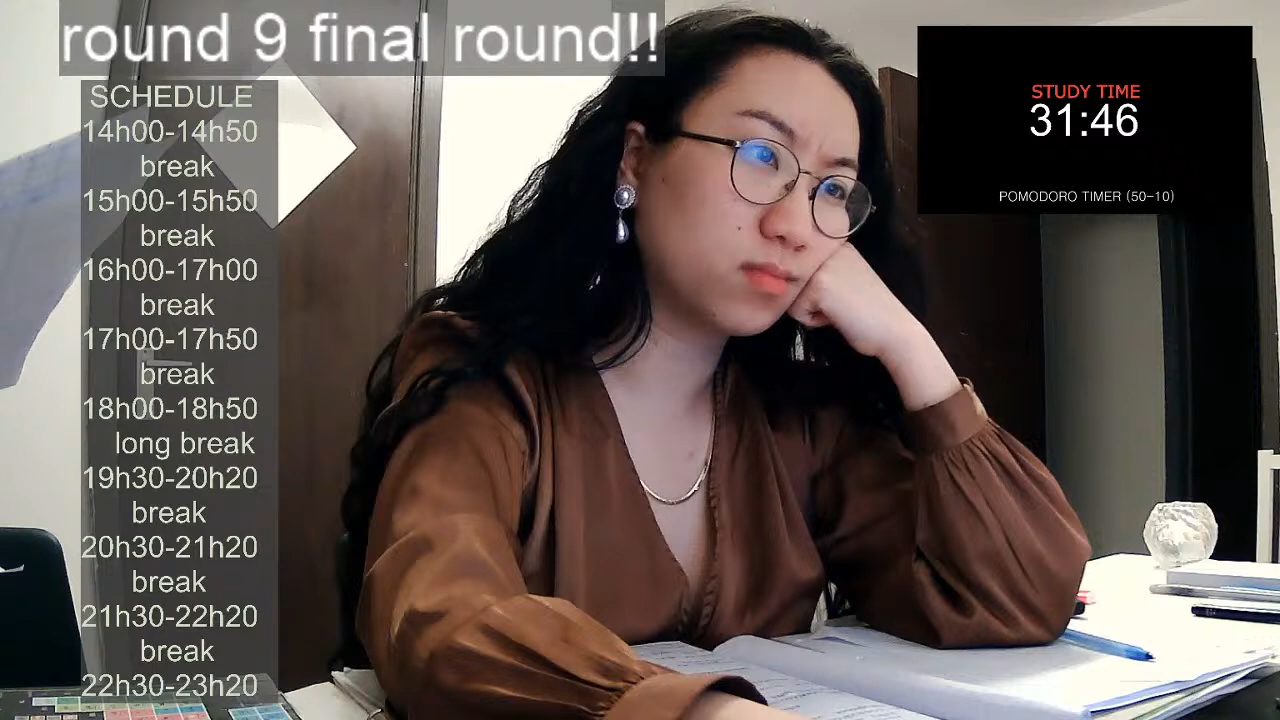 round 9 final round!!
SCHEDULE
14h00-14h50
break
15h00-15h50
break
16h00-17h00
break
17h00-17h50
break
18h00-18h50
long break
19h30-20h20
break
20h30-21h20
break
21h30-22h20
break
22h30-23h20
STUDY TIME
31:46
POMODORO TIMER (50-10)